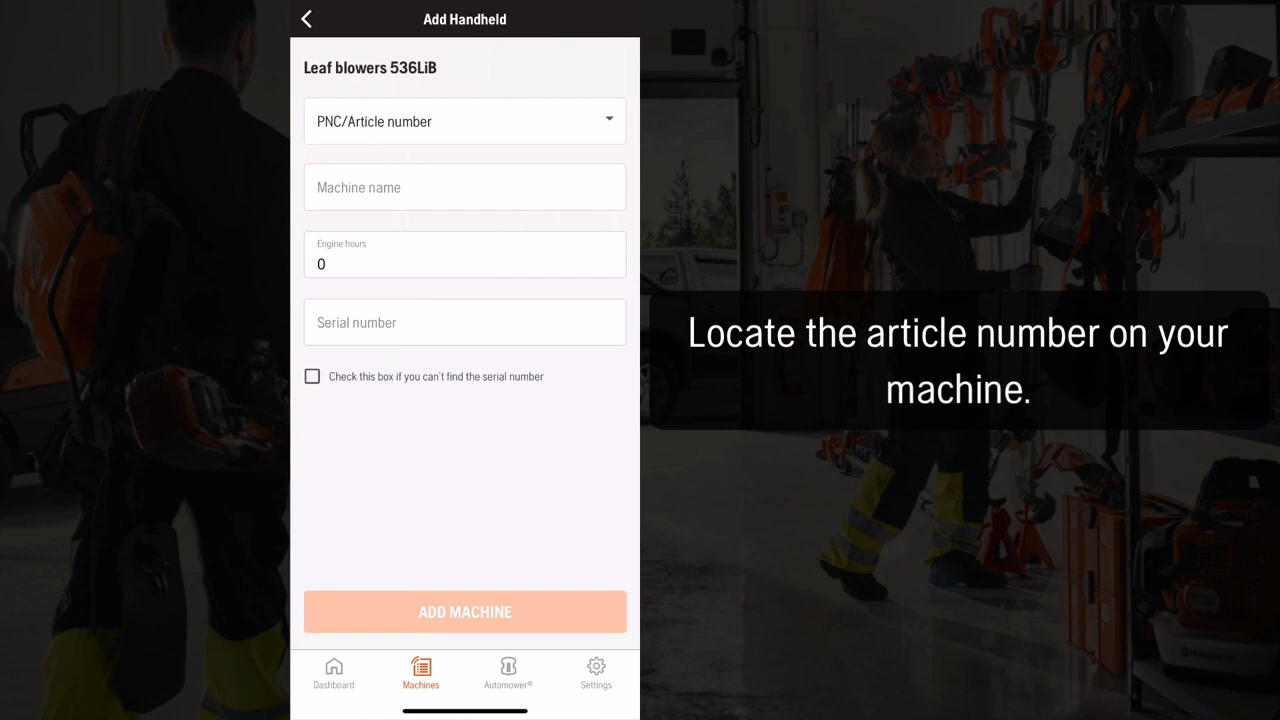 Add Handheld
Leaf blowers 536LiB
PNC/Article number
Machine name
Engine hours
0
Serial number
Check this box if you can't find the serial number
ADD MACHINE
Dashboard
Machines
Automower®
Settings
Locate the article number on your
machine.